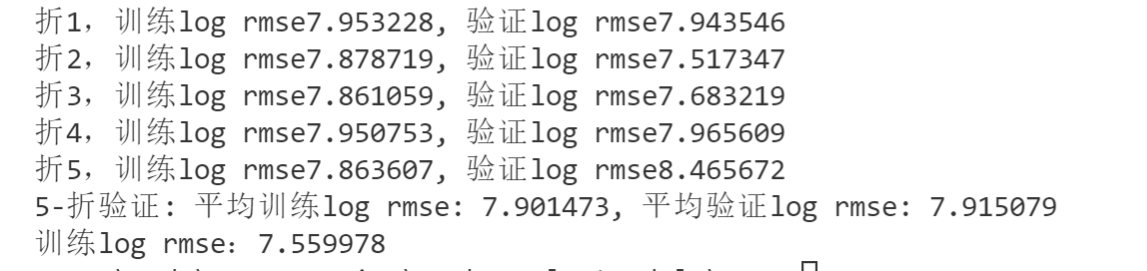 折1，训练log rmse7.953228, 验证log rmse7.943546
折2，训练log rmse7.878719, 验证log rmse7.517347
折3，训练log rmse7.861059, 验证log rmse7.683219
折4，训练log rmse7.950753, 验证log rmse7.965609
折5，训练log rmse7.863607, 验证log rmse8.465672
5-折验证: 平均训练log rmse: 7.901473, 平均验证log rmse: 7.915079
训练log rmse：7.559978